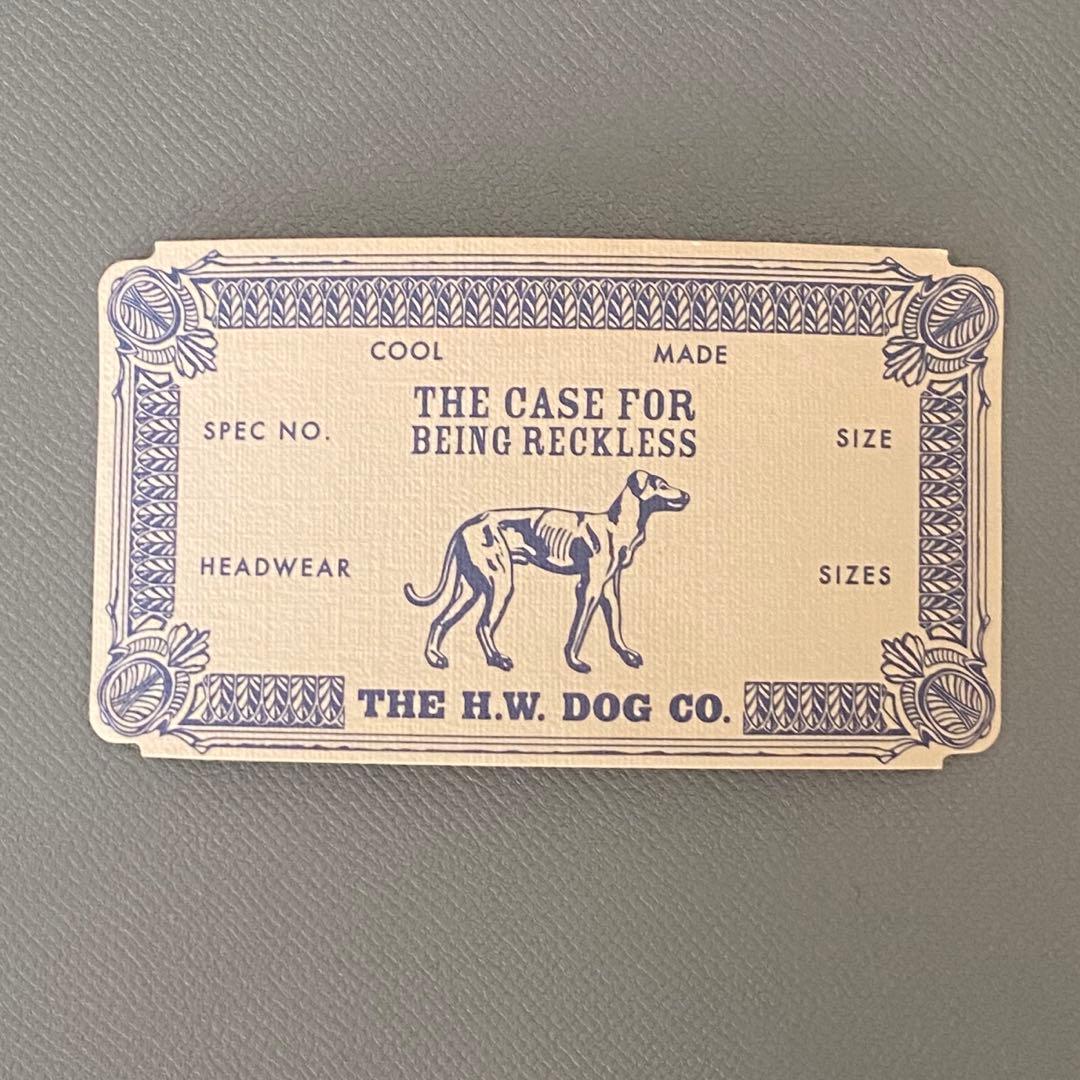 COOL MADE
THE CASE FOR
BEING RECKLESS
SPEC NO. SIZE
HEADWEAR SIZES
THE H.W. DOG CO.